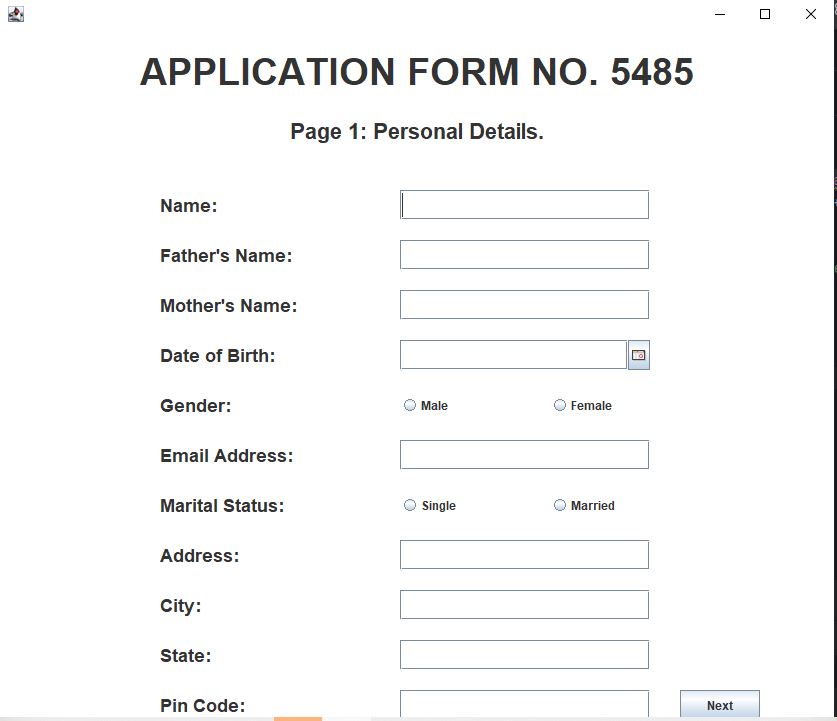 APPLICATION FORM NO. 5485
Page 1: Personal Details.
Name:
Father's Name:
Mother's Name:
Date of Birth:
Gender: Male Female
Email Address:
Marital Status: Single Married
Address:
City:
State:
Pin Code: Next